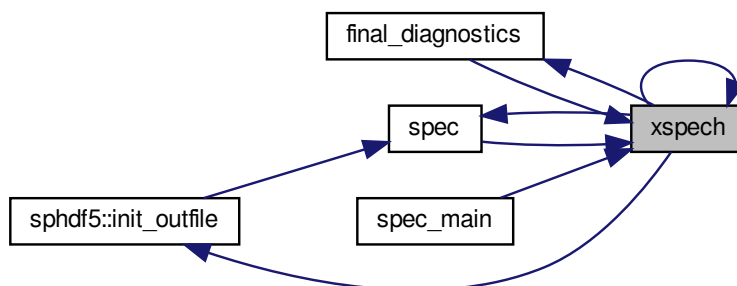 final_diagnostics
xspech
spec
sphdf5::init_outfile
spec_main